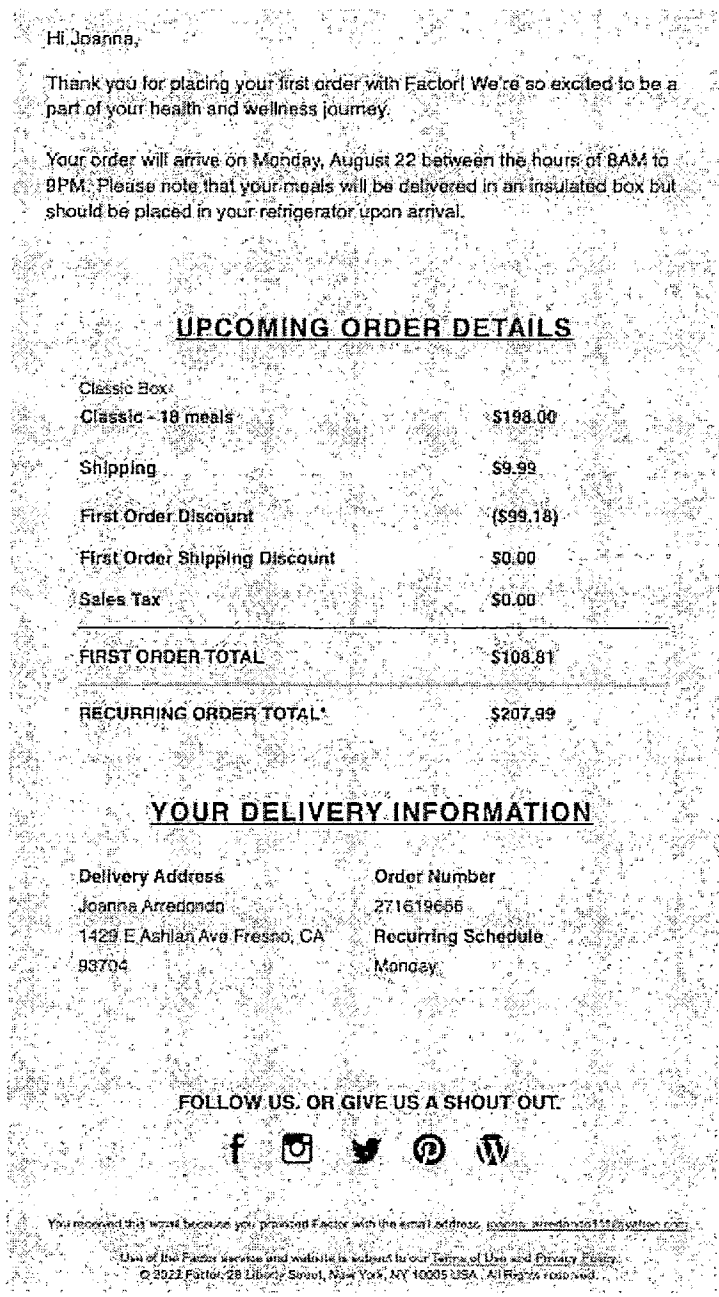 Hi Joanna,
Thank you for placing your first order with Factor! We're so excited to be a
part of your health and wellness journey.
Your order will arrive on Monday, August 22 between the hours of 8AM to
9PM. Please note that your meals will be delivered in an insulated box but
should be placed in your refrigerator upon arrival.
UPCOMING ORDER DETAILS
Classic Box
Classic - 18 meals $198.00
Shipping $9.99
First Order Discount ($99.18)
First Order Shipping Discount $0.00
Sales Tax $0.00
FIRST ORDER TOTAL $108.81
RECURRING ORDER TOTAL* $207.99
YOUR DELIVERY INFORMATION
Delivery Address Order Number
Joanna Arredondo 271619666
1429 E Ashlan Ave Fresno, CA Recurring Schedule
93704 Monday
FOLLOW US. OR GIVE US A SHOUT OUT.
You received this email because you provided Factor with the email address,
Use of the Factor service and website is subject to our Terms of Use and Privacy Policy.
© 2022 Factor, 28 Liberty Street, New York, NY 10005 USA. All Rights reserved.